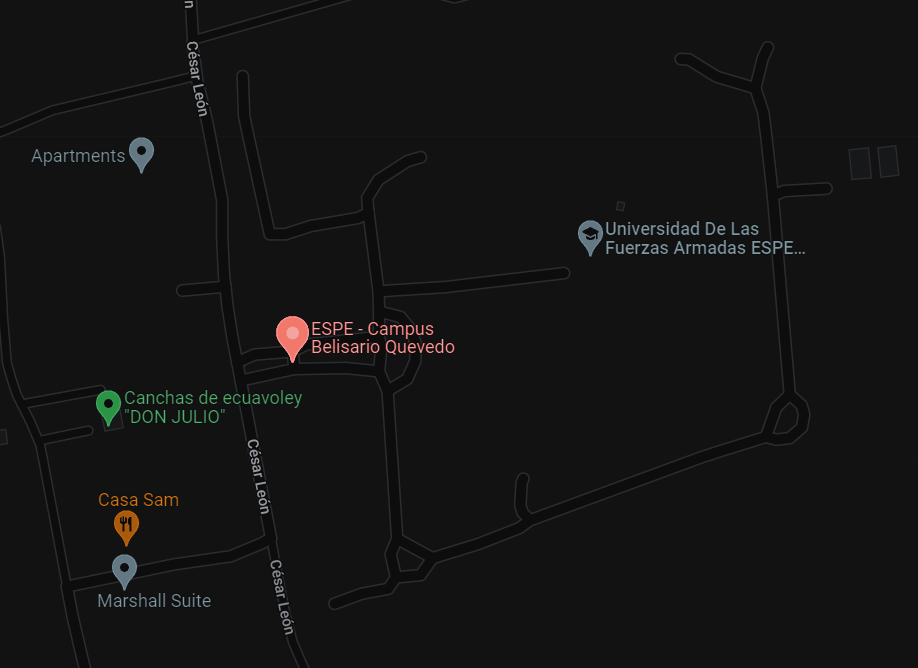 n
César León
Apartments
Universidad De Las
Fuerzas Armadas ESPE...
ESPE - Campus
Belisario Quevedo
Canchas de ecuavoley
"DON JULIO"
César León
Casa Sam
César León
Marshall Suite